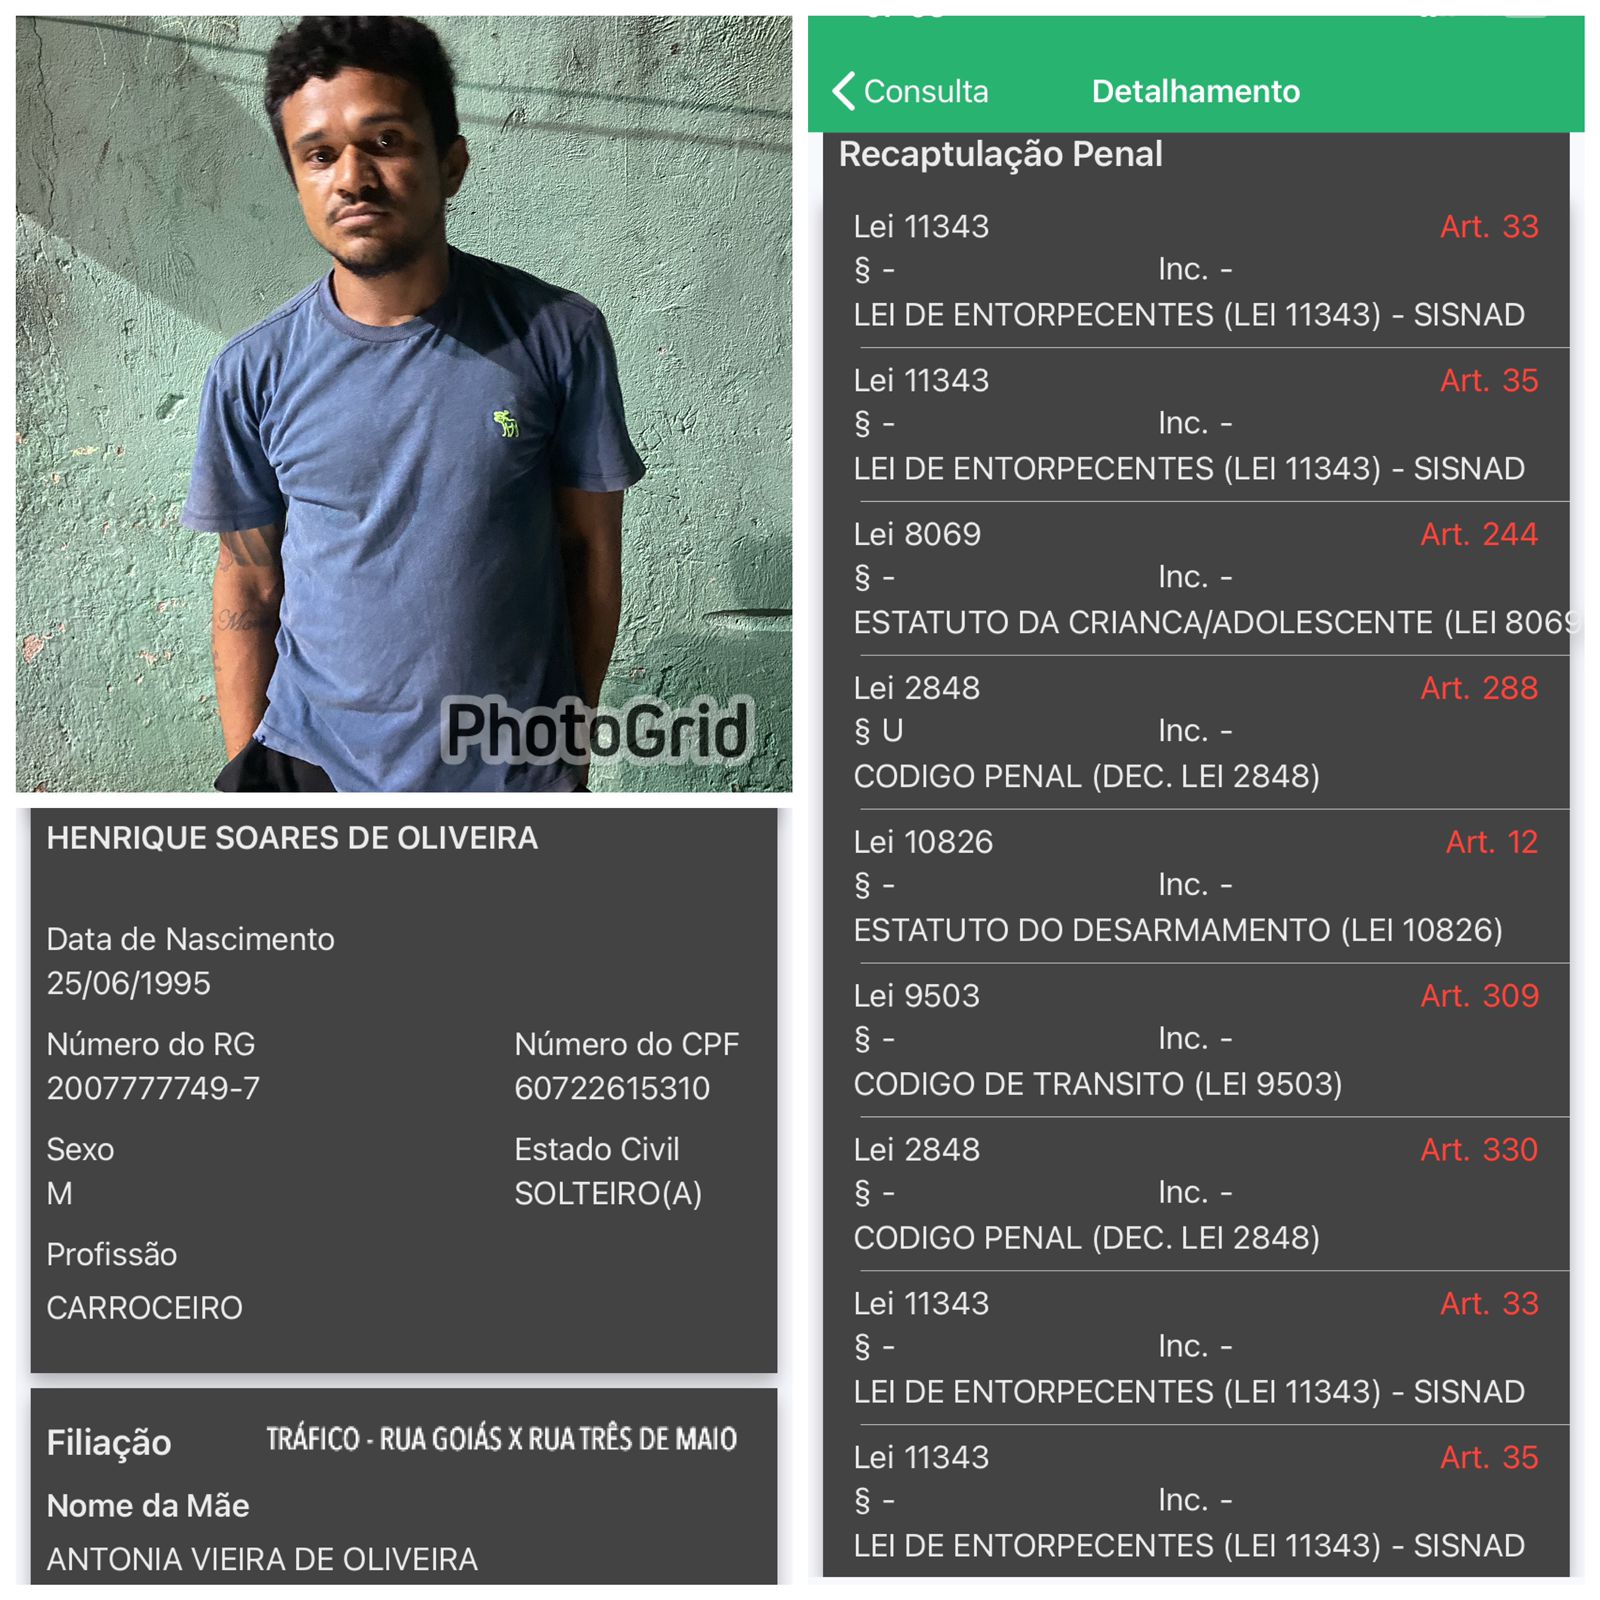 PhotoGrid
HENRIQUE SOARES DE OLIVEIRA
Data de Nascimento
25/06/1995
Número do RG Número do CPF
2007777749-7 60722615310
Sexo Estado Civil
M SOLTEIRO(A)
Profissão
CARROCEIRO
Filiação TRÁFICO - RUA GOIÁS X RUA TRÊS DE MAIO
Nome da Mãe
ANTONIA VIEIRA DE OLIVEIRA
Consulta Detalhamento
Recaptulação Penal
Lei 11343 Art. 33
§ - Inc. -
LEI DE ENTORPECENTES (LEI 11343) - SISNAD
Lei 11343 Art. 35
§ - Inc. -
LEI DE ENTORPECENTES (LEI 11343) - SISNAD
Lei 8069 Art. 244
§ - Inc. -
ESTATUTO DA CRIANCA/ADOLESCENTE (LEI 8069
Lei 2848 Art. 288
§ U Inc. -
CODIGO PENAL (DEC. LEI 2848)
Lei 10826 Art. 12
§ - Inc. -
ESTATUTO DO DESARMAMENTO (LEI 10826)
Lei 9503 Art. 309
§ - Inc. -
CODIGO DE TRANSITO (LEI 9503)
Lei 2848 Art. 330
§ - Inc. -
CODIGO PENAL (DEC. LEI 2848)
Lei 11343 Art. 33
§ - Inc. -
LEI DE ENTORPECENTES (LEI 11343) - SISNAD
Lei 11343 Art. 35
§ - Inc. -
LEI DE ENTORPECENTES (LEI 11343) - SISNAD